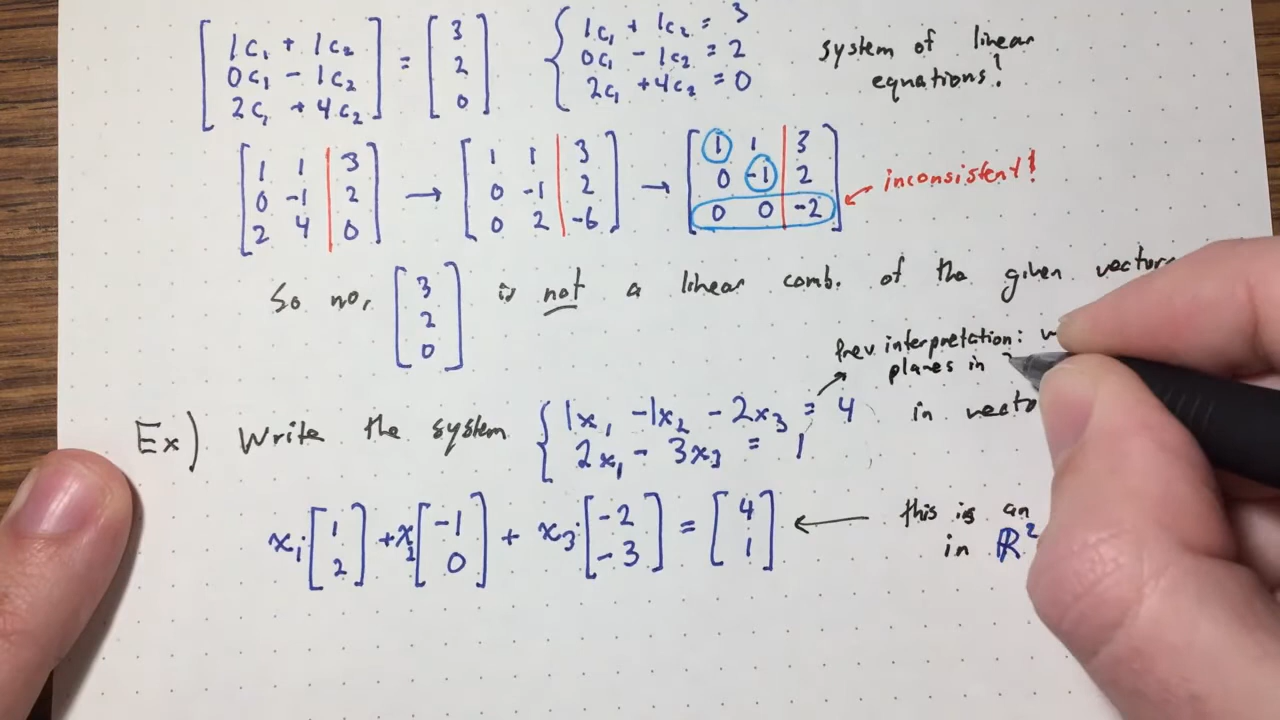 [1c₁ + 1c₂ / 0c₁ - 1c₂ / 2c₁ + 4c₂] = [3 / 2 / 0] { 1c₁ + 1c₂ = 3 / 0c₁ - 1c₂ = 2 / 2c₁ + 4c₂ = 0 system of linear equations!
[1 1 | 3 / 0 -1 | 2 / 2 4 | 0] → [1 1 | 3 / 0 -1 | 2 / 0 2 | -6] → [1 1 | 3 / 0 -1 | 2 / 0 0 | -2] ← inconsistent!
So no, [3 / 2 / 0] is not a linear comb. of the given vectors
Prev. interpretation:
planes in
Ex) Write the system { 1x₁ - 1x₂ - 2x₃ = 4 / 2x₁ - 3x₃ = 1 in
x₁·[1 / 2] + x₂[-1 / 0] + x₃·[-2 / -3] = [4 / 1] ← this is an
in ℝ²